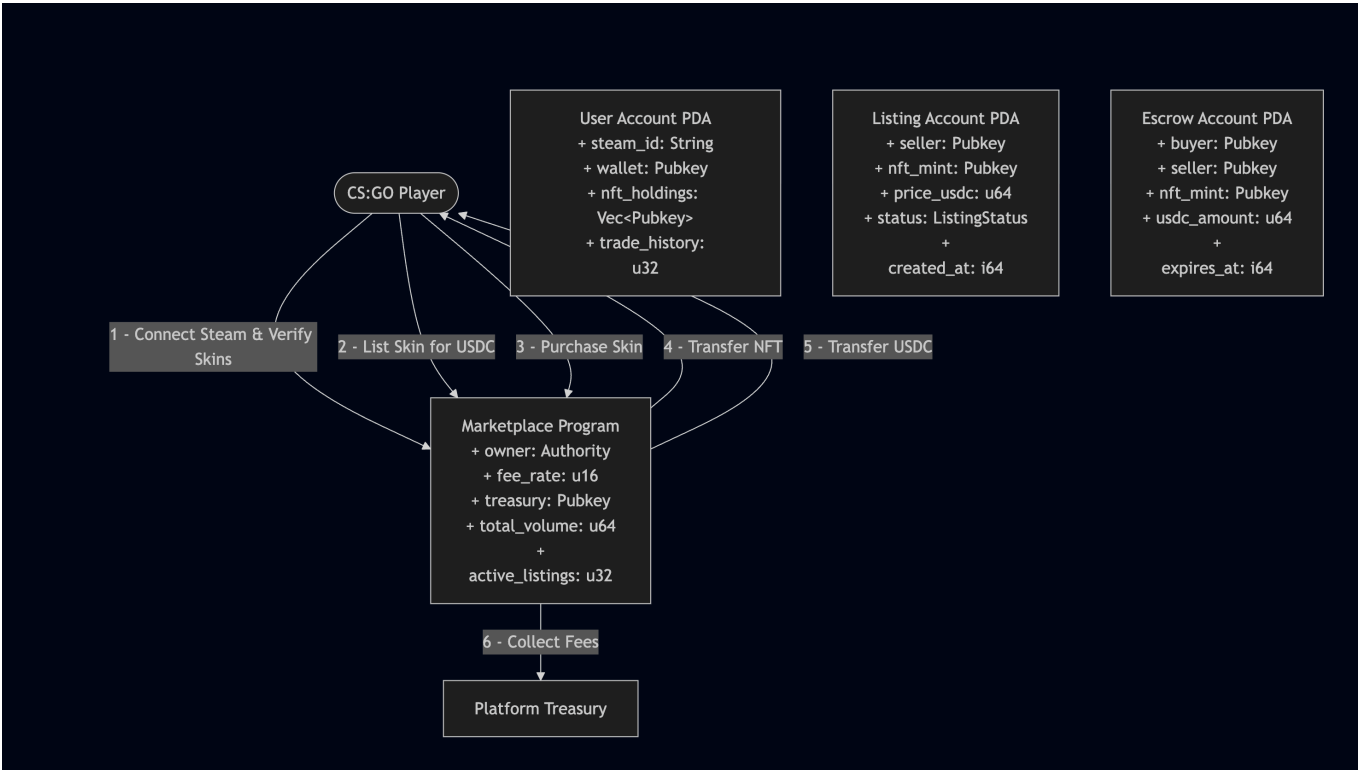 User Account PDA
+ steam_id: String
+ wallet: Pubkey
+ nft_holdings:
Vec<Pubkey>
+ trade_history:
u32
Listing Account PDA
+ seller: Pubkey
+ nft_mint: Pubkey
+ price_usdc: u64
+ status: ListingStatus
+
created_at: i64
Escrow Account PDA
+ buyer: Pubkey
+ seller: Pubkey
+ nft_mint: Pubkey
+ usdc_amount: u64
+
expires_at: i64
CS:GO Player
1 - Connect Steam & Verify
Skins
2 - List Skin for USDC
3 - Purchase Skin
4 - Transfer NFT
5 - Transfer USDC
Marketplace Program
+ owner: Authority
+ fee_rate: u16
+ treasury: Pubkey
+ total_volume: u64
+
active_listings: u32
6 - Collect Fees
Platform Treasury